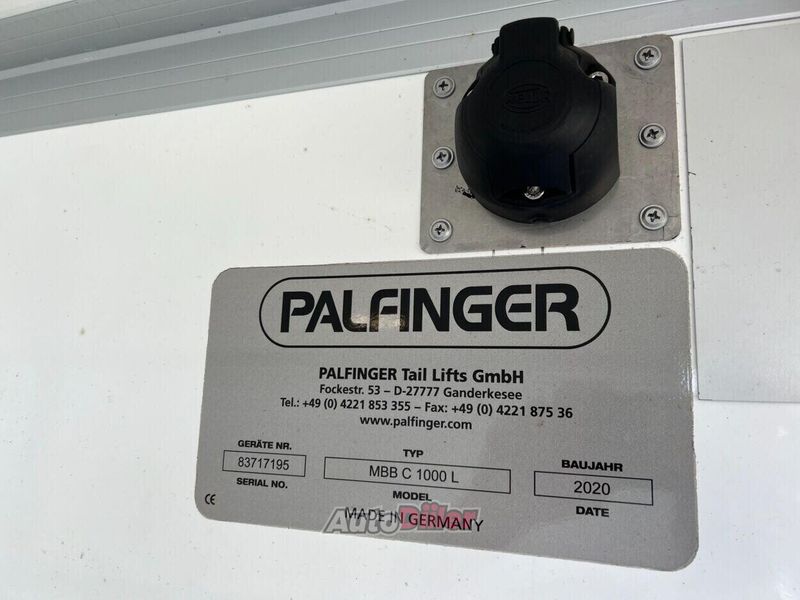 HELLA
PALFINGER
PALFINGER Tail Lifts GmbH
Fockestr. 53 – D-27777 Ganderkesee
Tel.: +49 (0) 4221 853 355 – Fax: +49 (0) 4221 875 36
www.palfinger.com
GERÄTE NR. TYP BAUJAHR
83717195 MBB C 1000 L 2020
SERIAL NO. MODEL DATE
CE MADE IN GERMANY
AutoDiler